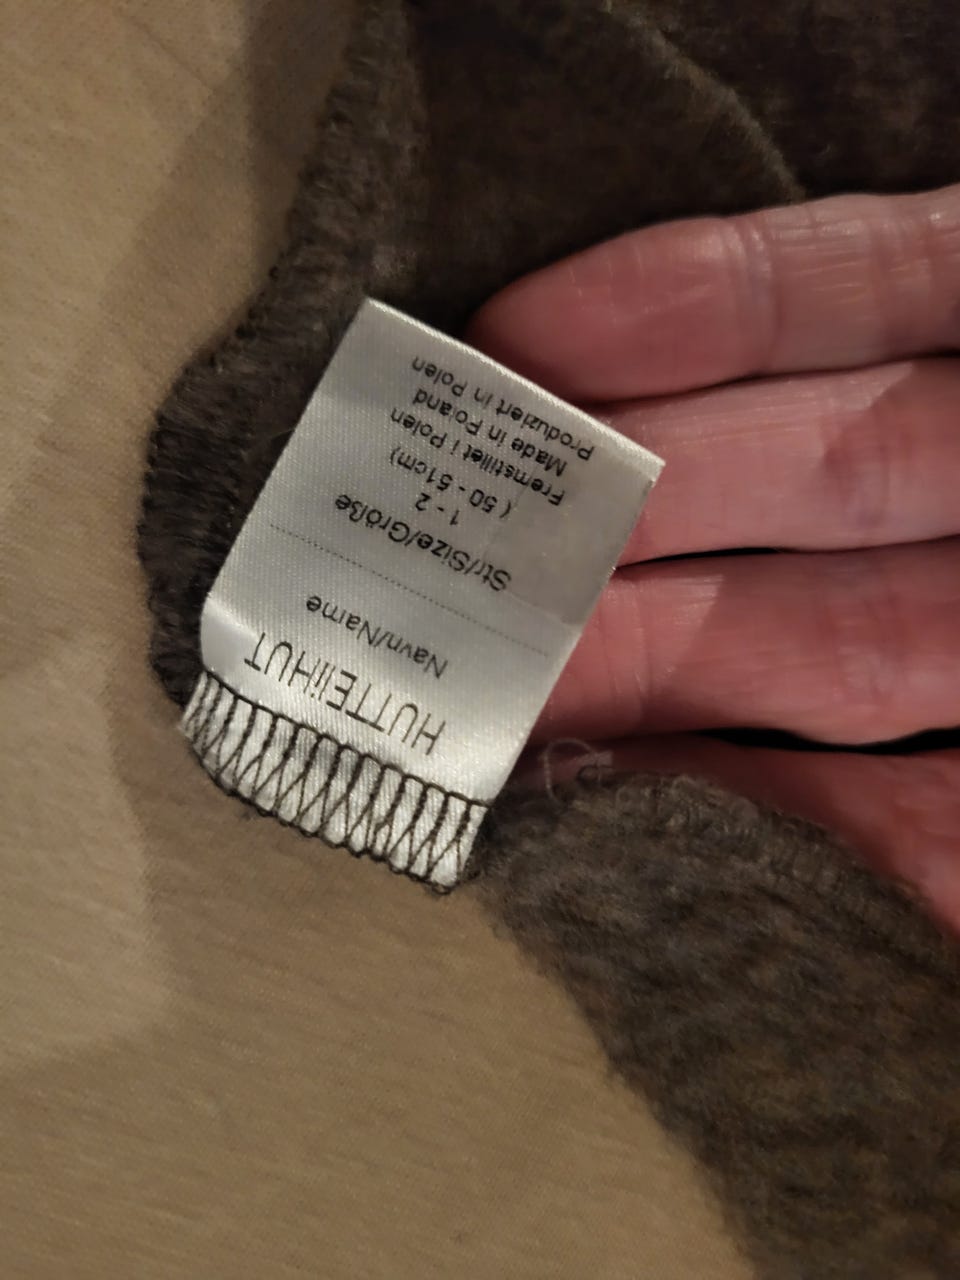 HUTTEliHUT
Navn/Name
Str/Size/Größe
1 - 2
( 50 - 51cm)
Fremstillet i Polen
Made in Poland
Produziert in Polen